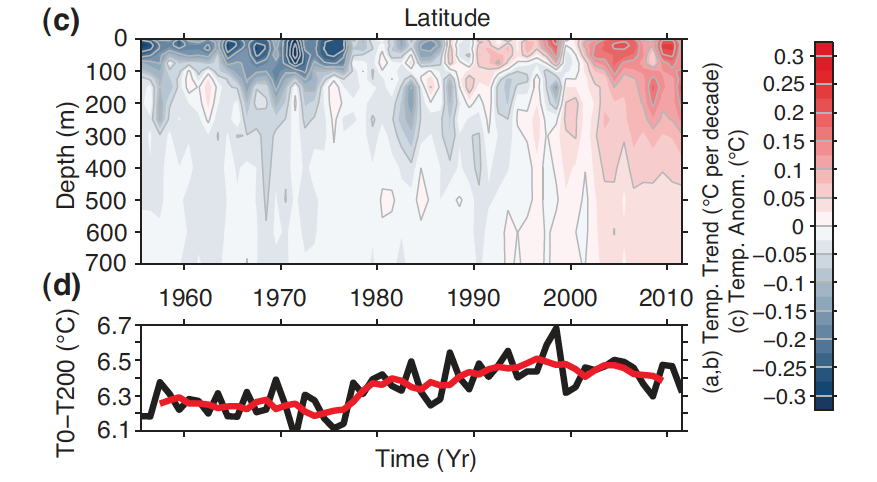 (c)
Latitude
0
100
200
300
400
500
600
700
Depth (m)
0.3
0.25
0.2
0.15
0.1
0.05
0
−0.05
−0.1
−0.15
−0.2
−0.25
−0.3
(a,b) Temp. Trend (°C per decade)
(c) Temp. Anom. (°C)
(d)
1960 1970 1980 1990 2000 2010
6.7
6.5
6.3
6.1
T0−T200 (°C)
Time (Yr)